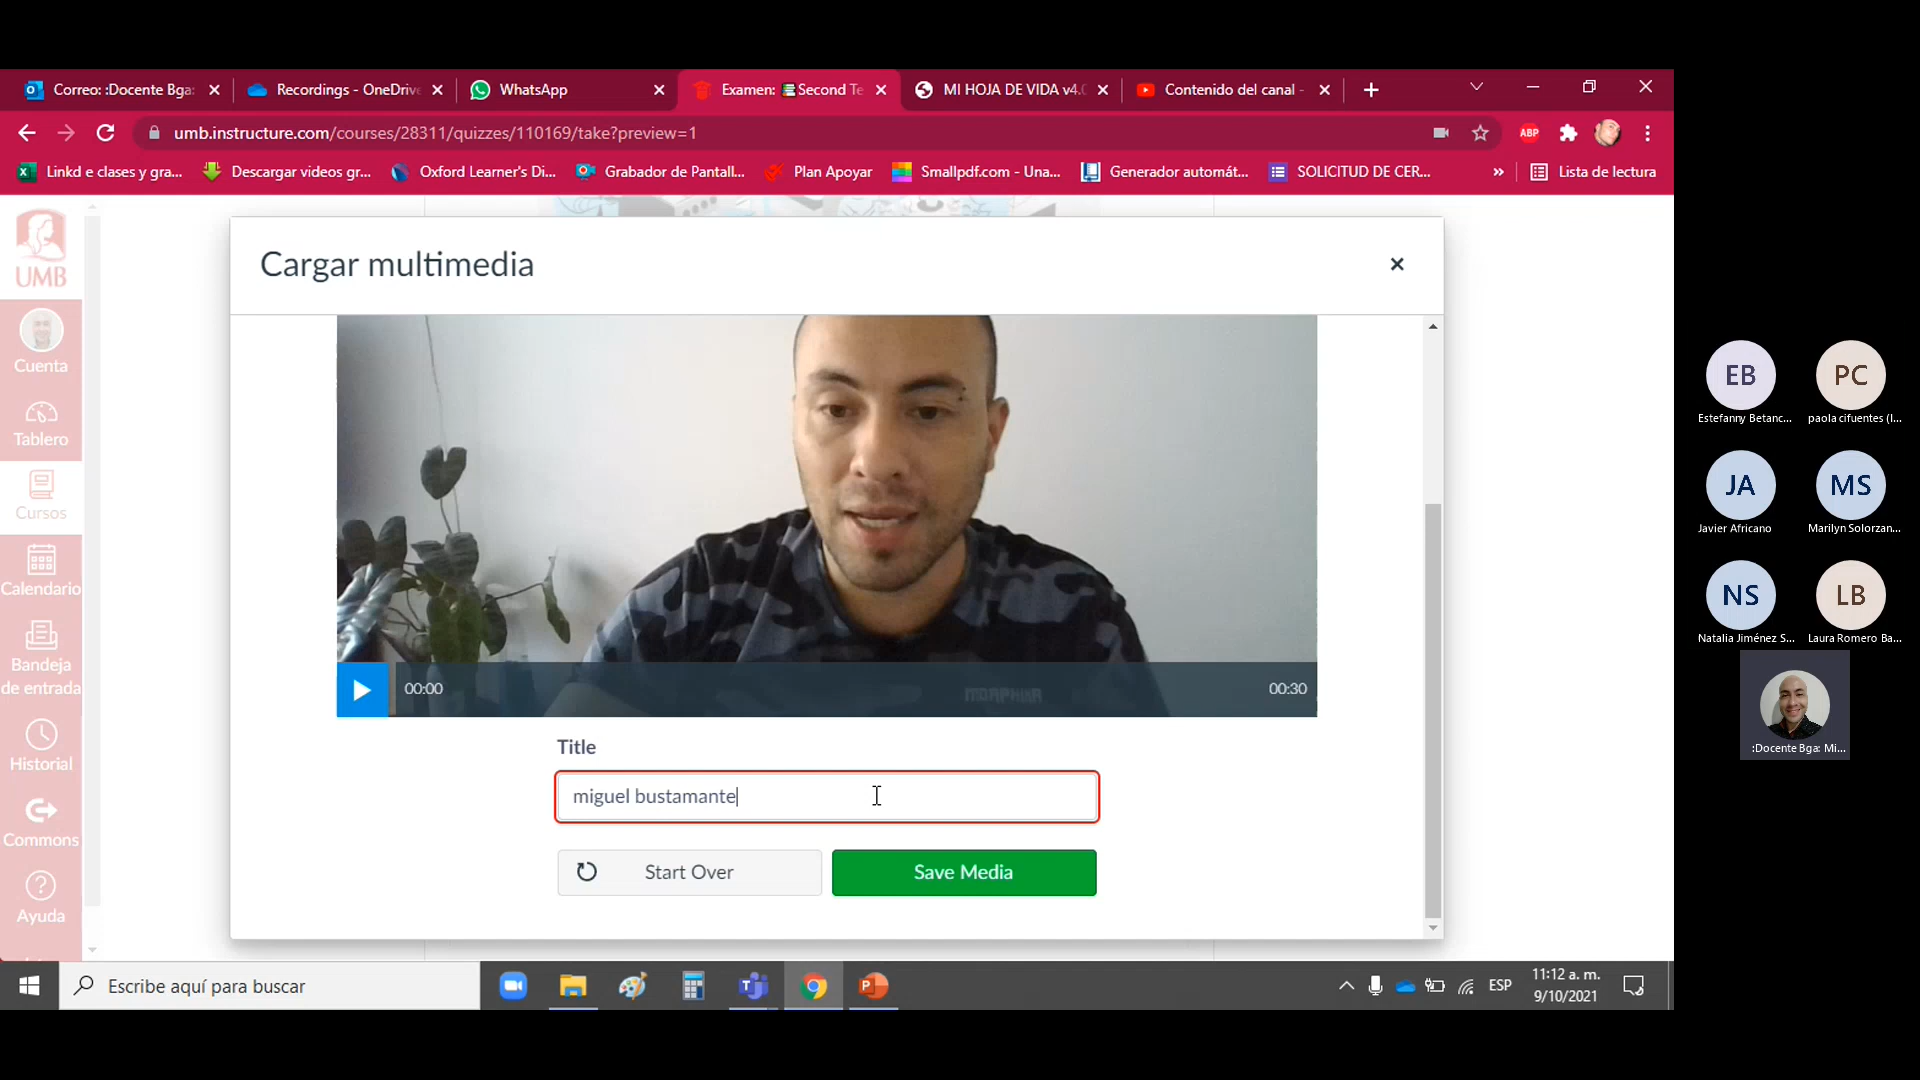 Correo: :Docente Bga:
Recordings - OneDrive
WhatsApp
Examen: Second Te
MI HOJA DE VIDA v4.0
Contenido del canal -
umb.instructure.com/courses/28311/quizzes/110169/take?preview=1
ABP
Linkd e clases y gra...
Descargar videos gr...
Oxford Learner's Di...
Grabador de Pantall...
Plan Apoyar
Smallpdf.com - Una...
Generador automát...
SOLICITUD DE CER...
»
Lista de lectura
UMB
Cuenta
Tablero
Cursos
Calendario
Bandeja
de entrada
Historial
Commons
Ayuda
Cargar multimedia
00:00
00:30
Title
miguel bustamante
Start Over
Save Media
EB
Estefanny Betanc...
PC
paola cifuentes (I...
JA
Javier Africano
MS
Marilyn Solorzan...
NS
Natalia Jiménez S...
LB
Laura Romero Ba...
:Docente Bga: Mi...
Escribe aquí para buscar
ESP
11:12 a. m.
9/10/2021